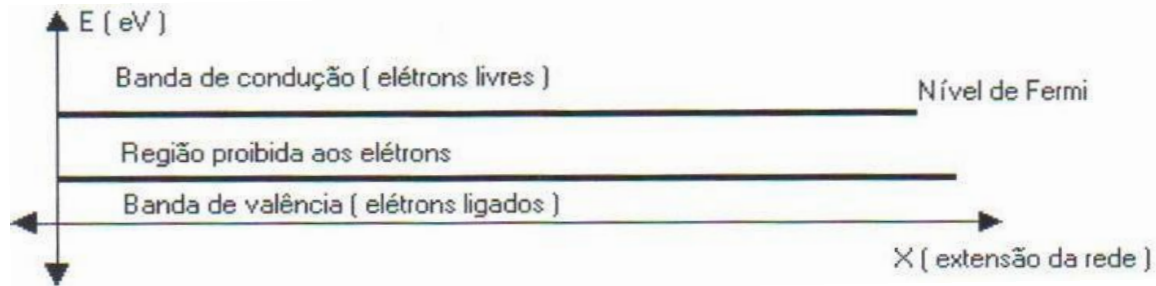 E ( eV )
Banda de condução ( elétrons livres )
Nível de Fermi
Região proibida aos elétrons
Banda de valência ( elétrons ligados )
X ( extensão da rede )